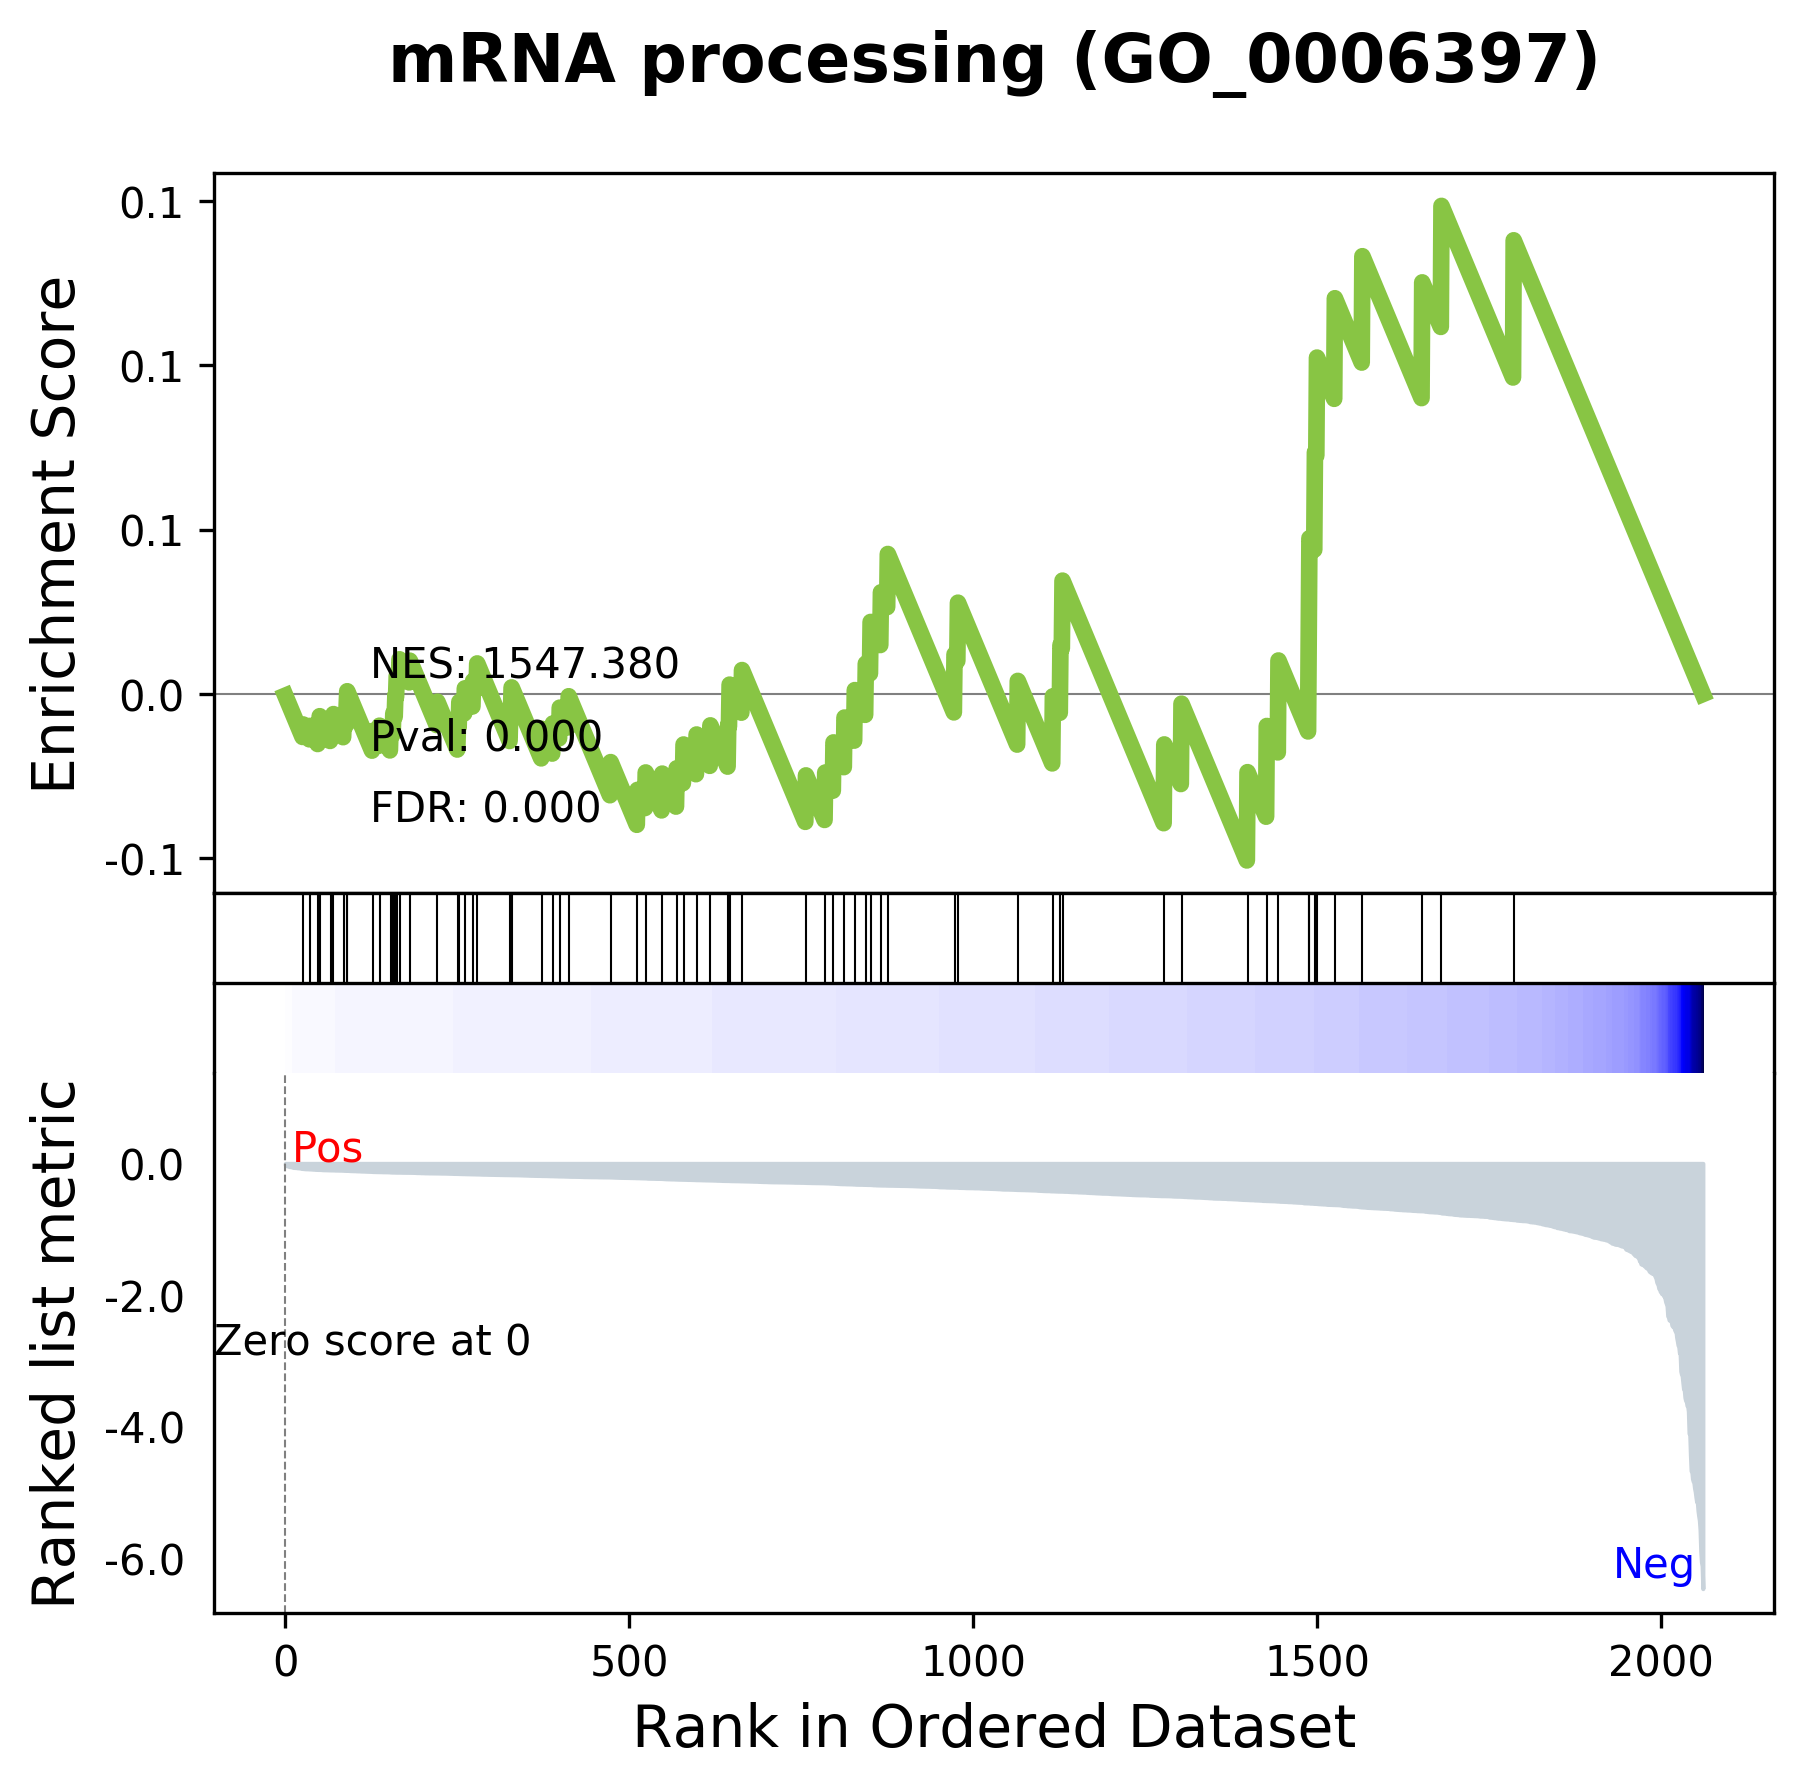 mRNA processing (GO_0006397)
Enrichment Score
0.1
0.1
0.1
0.0
-0.1
NES: 1547.380
Pval: 0.000
FDR: 0.000
Ranked list metric
0.0
-2.0
-4.0
-6.0
Pos
Zero score at 0
Neg
0 500 1000 1500 2000
Rank in Ordered Dataset